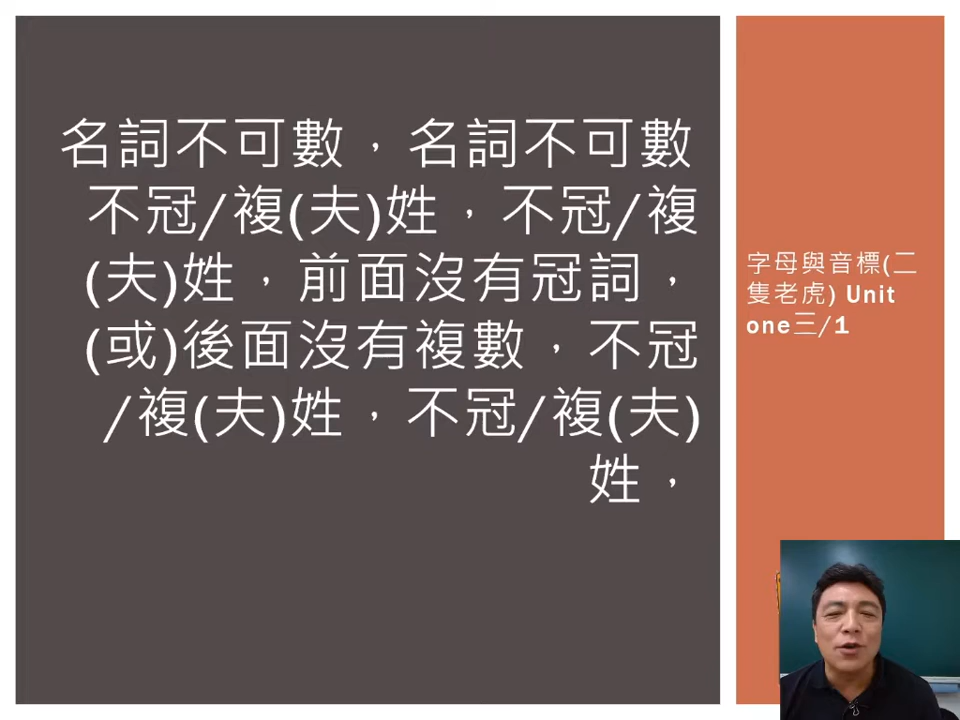 名詞不可數，名詞不可數
不冠/複(夫)姓，不冠/複
(夫)姓，前面沒有冠詞，
(或)後面沒有複數，不冠
/複(夫)姓，不冠/複(夫)
姓，
字母與音標(二
隻老虎) Unit
one三/1